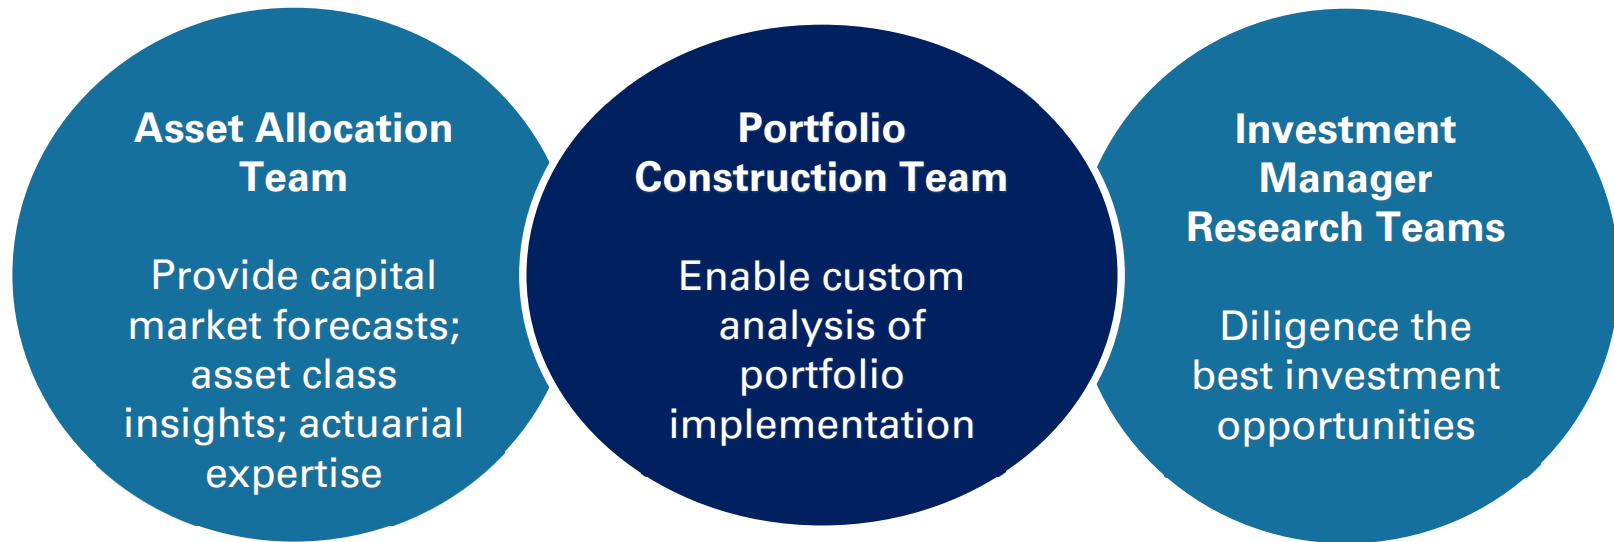 Asset Allocation
Team
Provide capital
market forecasts;
asset class
insights; actuarial
expertise
Portfolio
Construction Team
Enable custom
analysis of
portfolio
implementation
Investment
Manager
Research Teams
Diligence the
best investment
opportunities